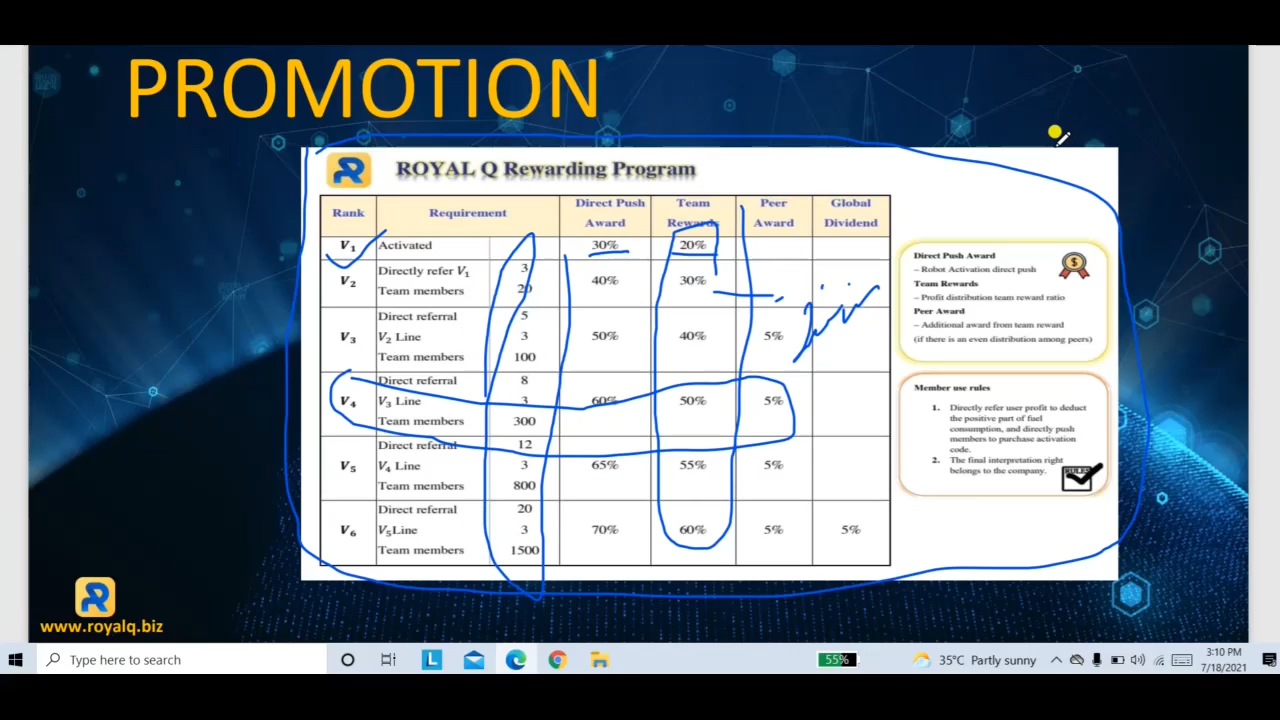 PROMOTION
ROYAL Q Rewarding Program
Rank Requirement Direct Push Award Team Rewards Peer Award Global Dividend
V1 Activated 30% 20%
V2 Directly refer V1 3 40% 30%
Team members 20
V3 Direct referral 5 50% 40% 5%
V2 Line 3
Team members 100
V4 Direct referral 8 60% 50% 5%
V3 Line 3
Team members 300
V5 Direct referral 12 65% 55% 5%
V4 Line 3
Team members 800
V6 Direct referral 20 70% 60% 5% 5%
V5Line 3
Team members 1500
Direct Push Award
– Robot Activation direct push
Team Rewards
– Profit distribution team reward ratio
Peer Award
– Additional award from team reward
(if there is an even distribution among peers)
Member use rules
1. Directly refer user profit to deduct
the positive part of fuel
consumption, and directly push
members to purchase activation
code.
2. The final interpretation right
belongs to the company.
RULES
www.royalq.biz
Type here to search
55%
35°C Partly sunny
3:10 PM
7/18/2021